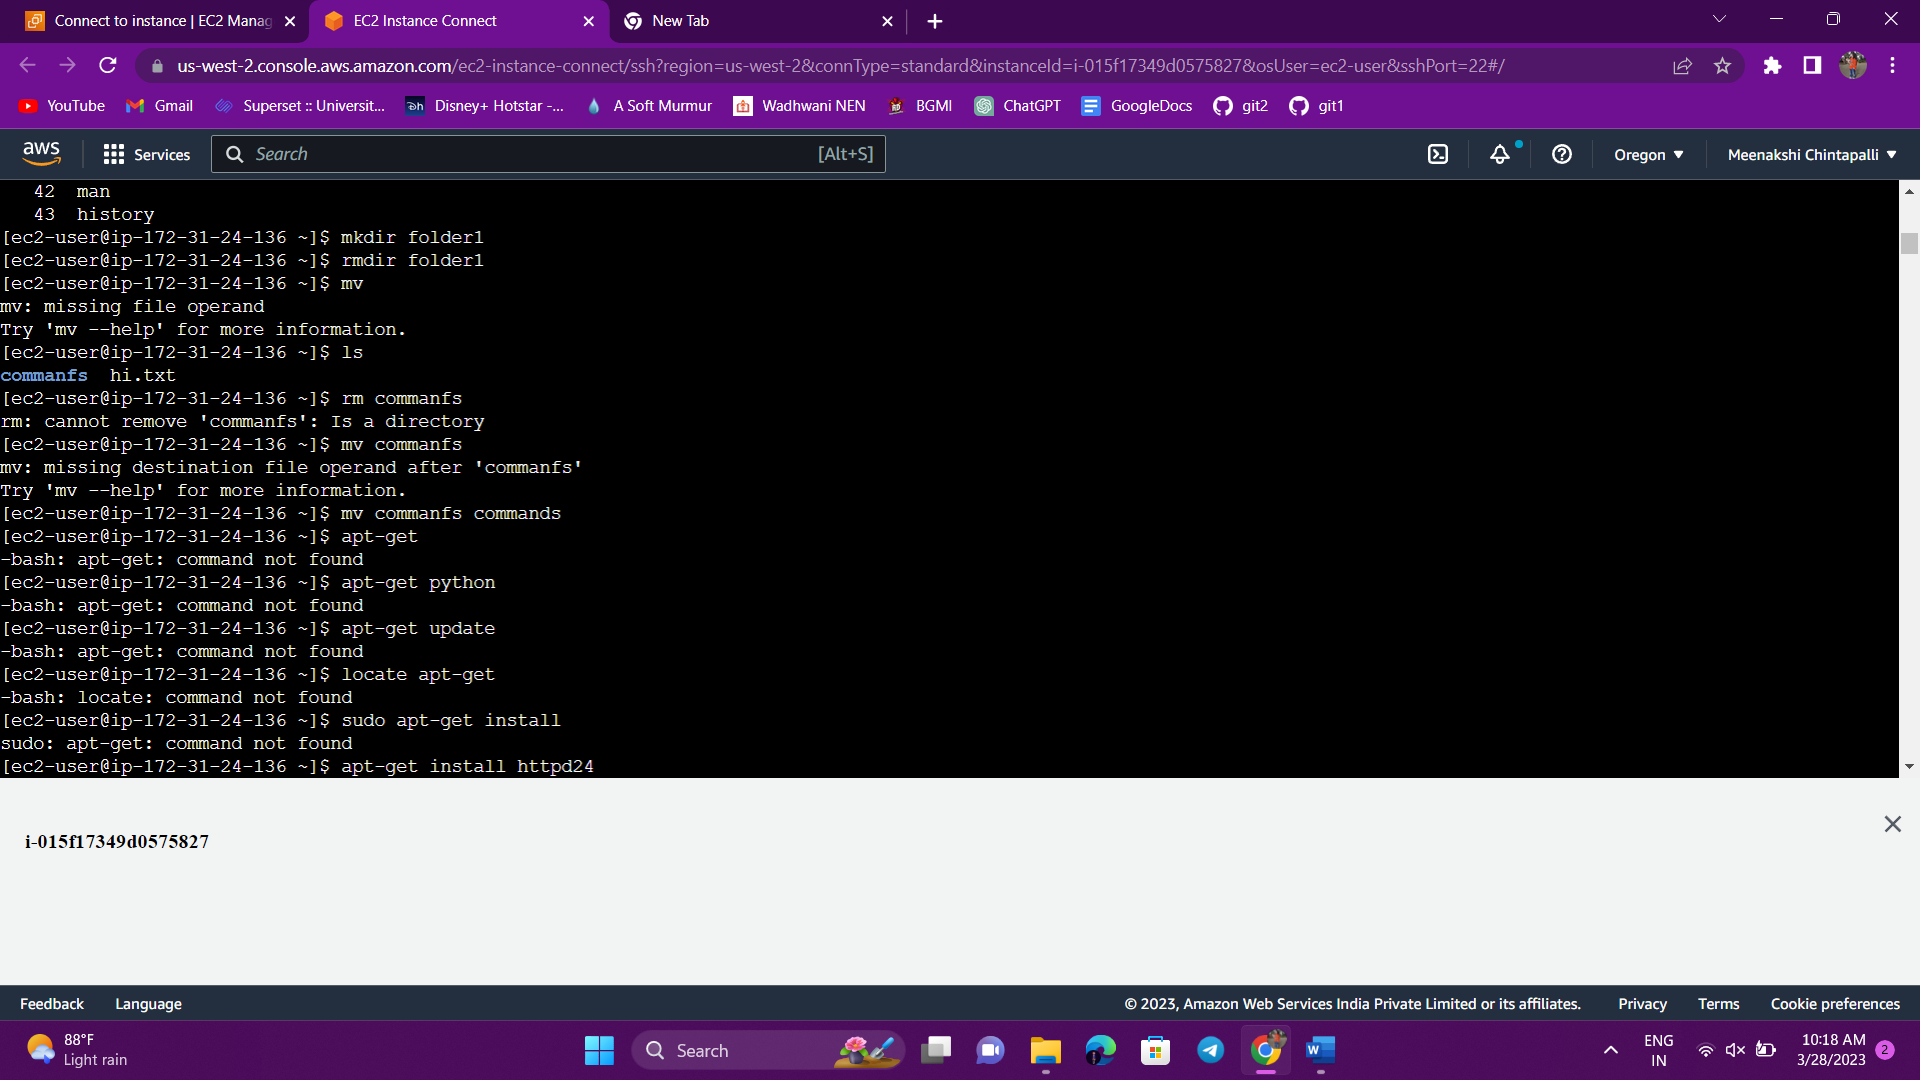 Connect to instance | EC2 Manag
EC2 Instance Connect
New Tab
us-west-2.console.aws.amazon.com/ec2-instance-connect/ssh?region=us-west-2&connType=standard&instanceId=i-015f17349d0575827&osUser=ec2-user&sshPort=22#/
YouTube
Gmail
Superset :: Universit...
Disney+ Hotstar -...
A Soft Murmur
Wadhwani NEN
BGMI
ChatGPT
GoogleDocs
git2
git1
aws
Services
Search
[Alt+S]
Oregon
Meenakshi Chintapalli
42  man
43  history
[ec2-user@ip-172-31-24-136 ~]$ mkdir folder1
[ec2-user@ip-172-31-24-136 ~]$ rmdir folder1
[ec2-user@ip-172-31-24-136 ~]$ mv
mv: missing file operand
Try 'mv --help' for more information.
[ec2-user@ip-172-31-24-136 ~]$ ls
commanfs  hi.txt
[ec2-user@ip-172-31-24-136 ~]$ rm commanfs
rm: cannot remove 'commanfs': Is a directory
[ec2-user@ip-172-31-24-136 ~]$ mv commanfs
mv: missing destination file operand after 'commanfs'
Try 'mv --help' for more information.
[ec2-user@ip-172-31-24-136 ~]$ mv commanfs commands
[ec2-user@ip-172-31-24-136 ~]$ apt-get
-bash: apt-get: command not found
[ec2-user@ip-172-31-24-136 ~]$ apt-get python
-bash: apt-get: command not found
[ec2-user@ip-172-31-24-136 ~]$ apt-get update
-bash: apt-get: command not found
[ec2-user@ip-172-31-24-136 ~]$ locate apt-get
-bash: locate: command not found
[ec2-user@ip-172-31-24-136 ~]$ sudo apt-get install
sudo: apt-get: command not found
[ec2-user@ip-172-31-24-136 ~]$ apt-get install httpd24
i-015f17349d0575827
Feedback
Language
© 2023, Amazon Web Services India Private Limited or its affiliates.
Privacy
Terms
Cookie preferences
88°F
Light rain
Search
ENG
IN
10:18 AM
3/28/2023
2